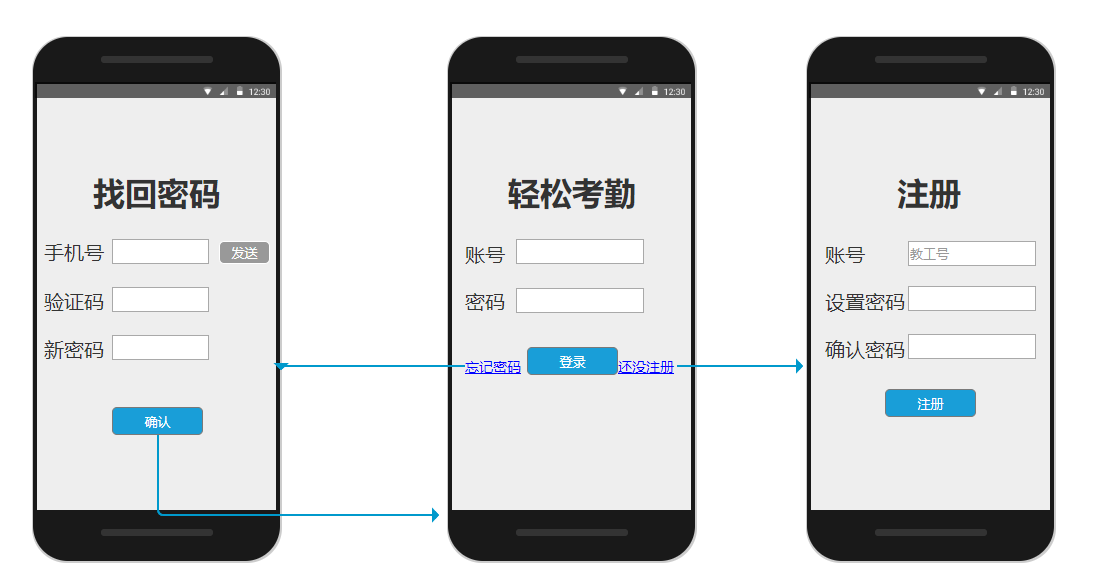 12:30
找回密码
手机号
发送
验证码
新密码
确认
12:30
轻松考勤
账号
密码
忘记密码
登录
还没注册
12:30
注册
账号
教工号
设置密码
确认密码
注册